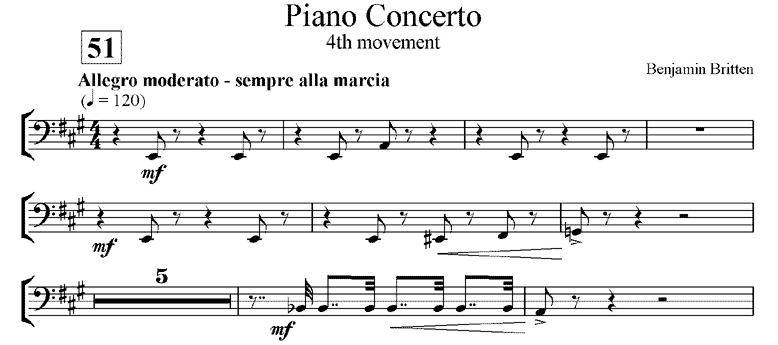 Piano Concerto
4th movement
51
Benjamin Britten
Allegro moderato - sempre alla marcia
(♩ = 120)
4
4
mf
mf
5
mf